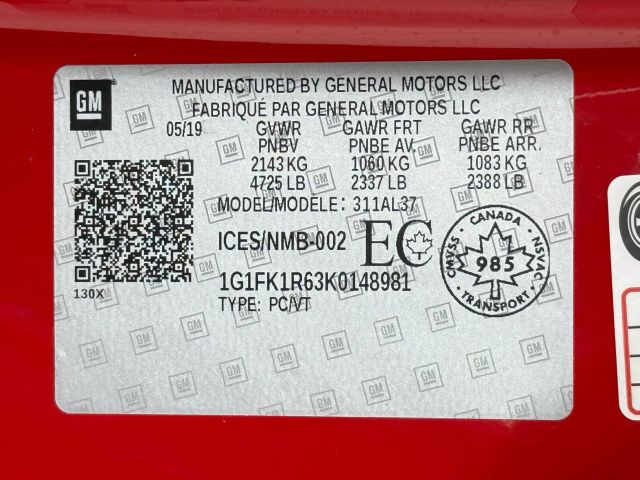 GM
MANUFACTURED BY GENERAL MOTORS LLC
FABRIQUÉ PAR GENERAL MOTORS LLC
05/19 GVWR GAWR FRT GAWR RR
PNBV PNBE AV. PNBE ARR.
2143 KG 1060 KG 1083 KG
4725 LB 2337 LB 2388 LB
MODEL/MODÈLE: 311AL37
ICES/NMB-002 EC
1G1FK1R63K0148981
TYPE: PC/VT
130X
CANADA
CMVSS 985 NSVAC
TRANSPORT